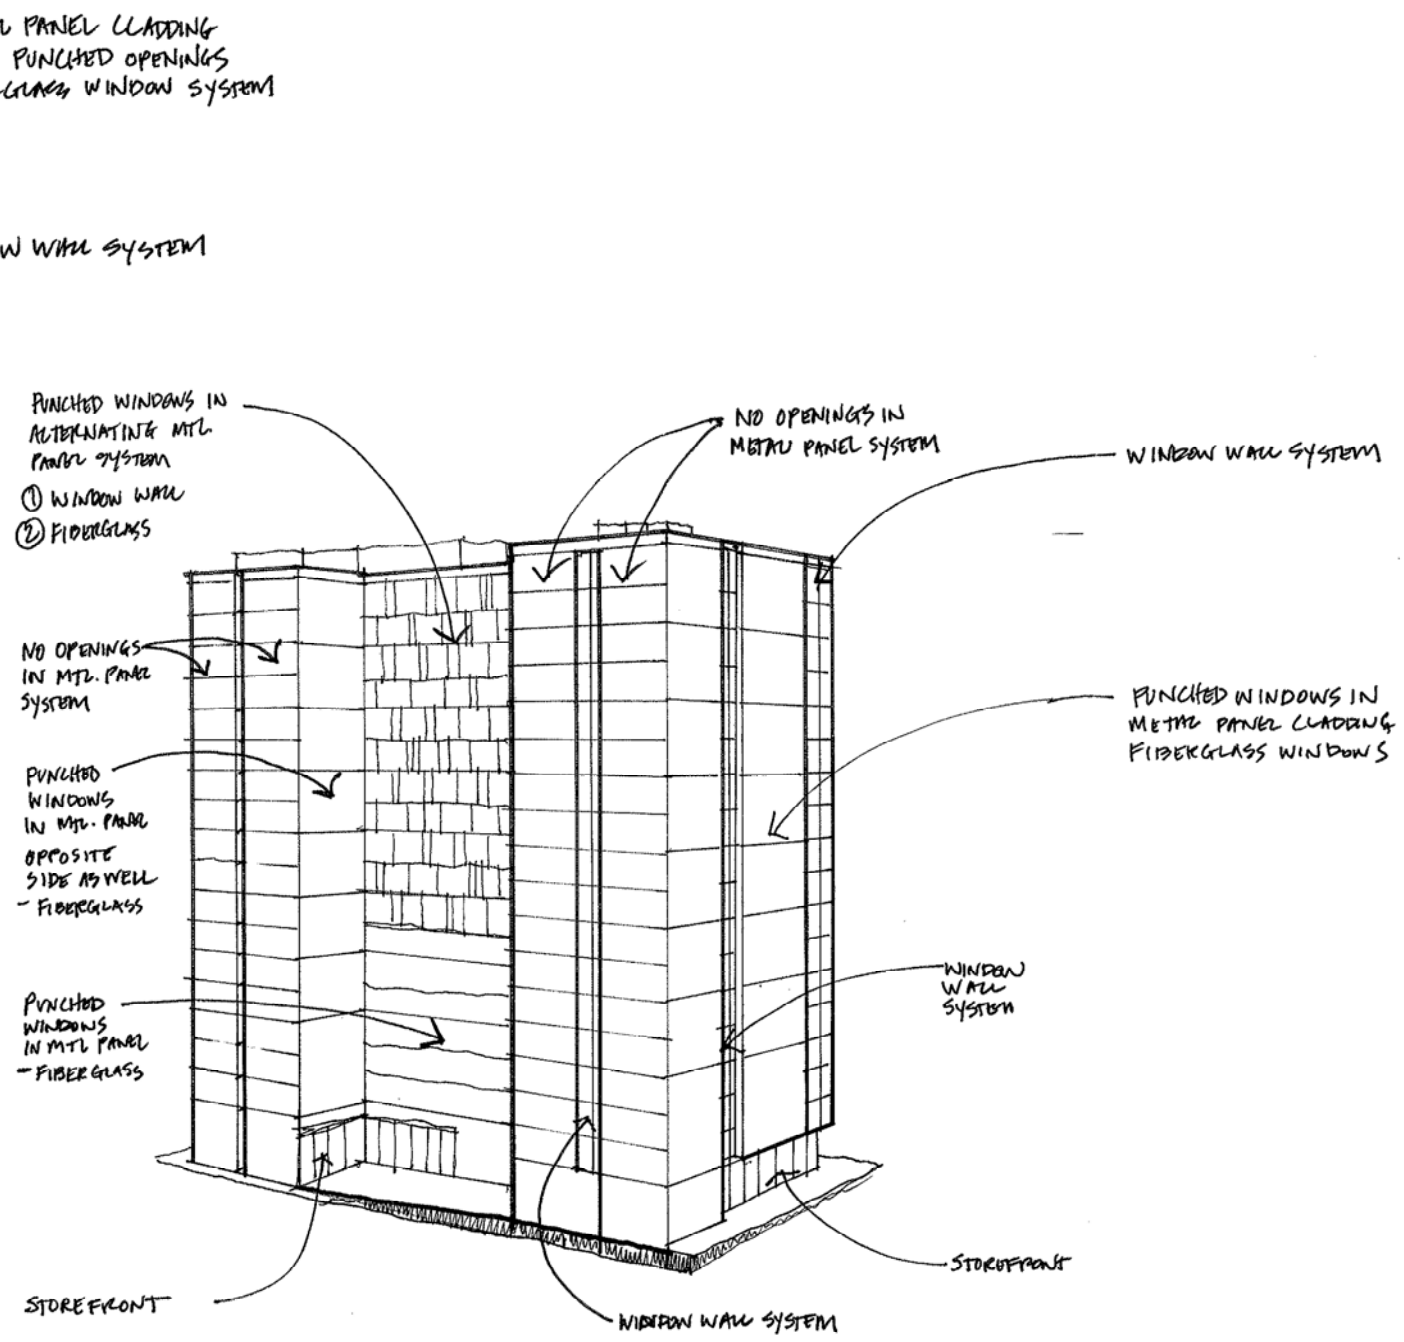 PANEL CLADDING
PUNCHED OPENINGS
GLASS WINDOW SYSTEM
W WALL SYSTEM
PUNCHED WINDOWS IN
ALTERNATING MTL.
PANEL SYSTEM
① WINDOW WALL
② FIBERGLASS
NO OPENINGS IN
METAL PANEL SYSTEM
WINDOW WALL SYSTEM
NO OPENINGS
IN MTL. PANEL
SYSTEM
PUNCHED WINDOWS IN
METAL PANEL CLADDING
FIBERGLASS WINDOWS
PUNCHED
WINDOWS
IN MTL. PANEL
OPPOSITE
SIDE AS WELL
- FIBERGLASS
WINDOW
WALL
SYSTEM
PUNCHED
WINDOWS
IN MTL PANEL
- FIBERGLASS
STOREFRONT
STOREFRONT
WINDOW WALL SYSTEM